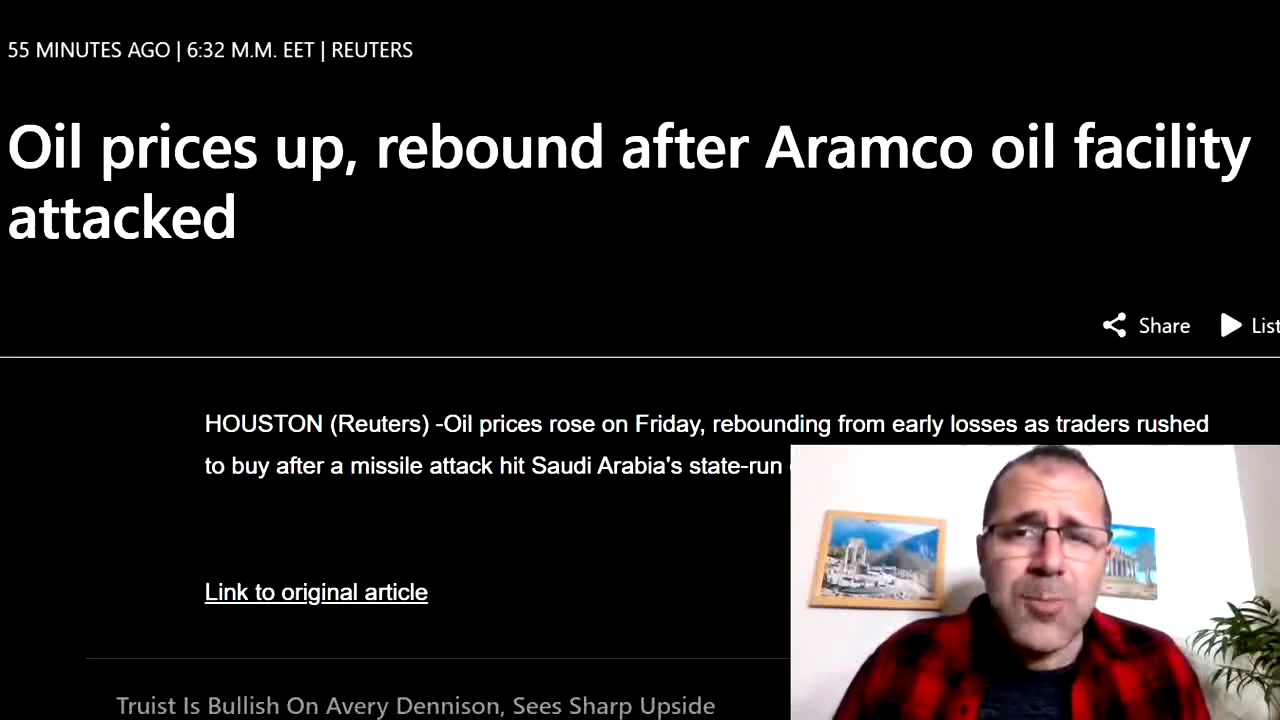 55 MINUTES AGO | 6:32 M.M. EET | REUTERS
Oil prices up, rebound after Aramco oil facility
attacked
Share
List
HOUSTON (Reuters) -Oil prices rose on Friday, rebounding from early losses as traders rushed
to buy after a missile attack hit Saudi Arabia's state-run
Link to original article
Truist Is Bullish On Avery Dennison, Sees Sharp Upside